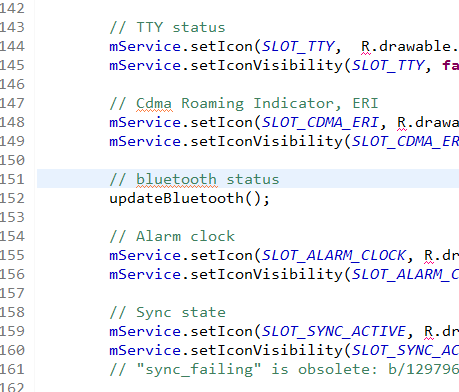 142
143 // TTY status
144 mService.setIcon(SLOT_TTY, R.drawable.
145 mService.setIconVisibility(SLOT_TTY, fa
146
147 // Cdma Roaming Indicator, ERI
148 mService.setIcon(SLOT_CDMA_ERI, R.drawa
149 mService.setIconVisibility(SLOT_CDMA_ER
150
151 // bluetooth status
152 updateBluetooth();
153
154 // Alarm clock
155 mService.setIcon(SLOT_ALARM_CLOCK, R.dr
156 mService.setIconVisibility(SLOT_ALARM_C
157
158 // Sync state
159 mService.setIcon(SLOT_SYNC_ACTIVE, R.dr
160 mService.setIconVisibility(SLOT_SYNC_AC
161 // "sync_failing" is obsolete: b/129796
162